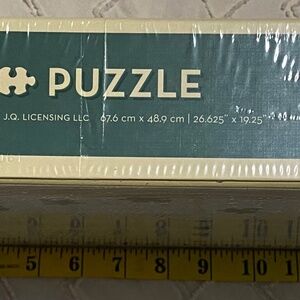 PUZZLE
J.Q. LICENSING LLC 67.6 cm x 48.9 cm | 26.625" x 19.25"
5 6 7 8 9 10 1